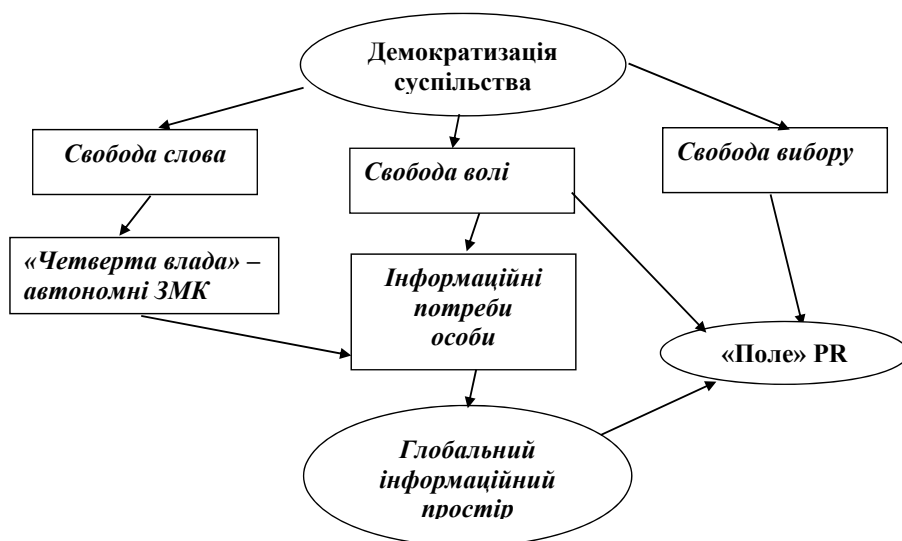 Демократизація
суспільства
Свобода слова
Свобода волі
Свобода вибору
«Четверта влада» –
автономні ЗМК
Інформаційні
потреби
особи
«Поле» PR
Глобальний
інформаційний
простір